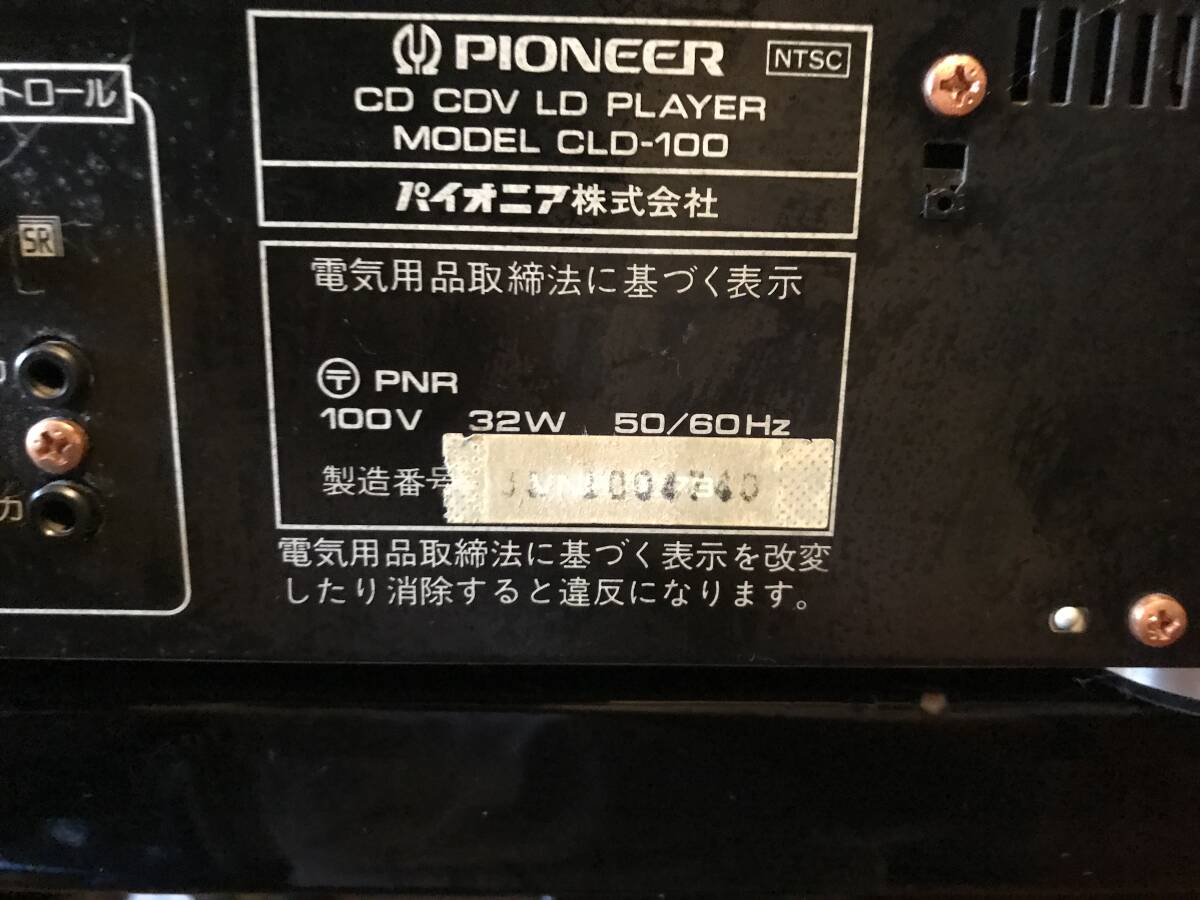 PIONEER NTSC
CD CDV LD PLAYER
MODEL CLD-100
パイオニア株式会社
トロール
SR
電気用品取締法に基づく表示
〒 PNR
100V 32W 50/60Hz
製造番号
力
電気用品取締法に基づく表示を改変
したり消除すると違反になります。